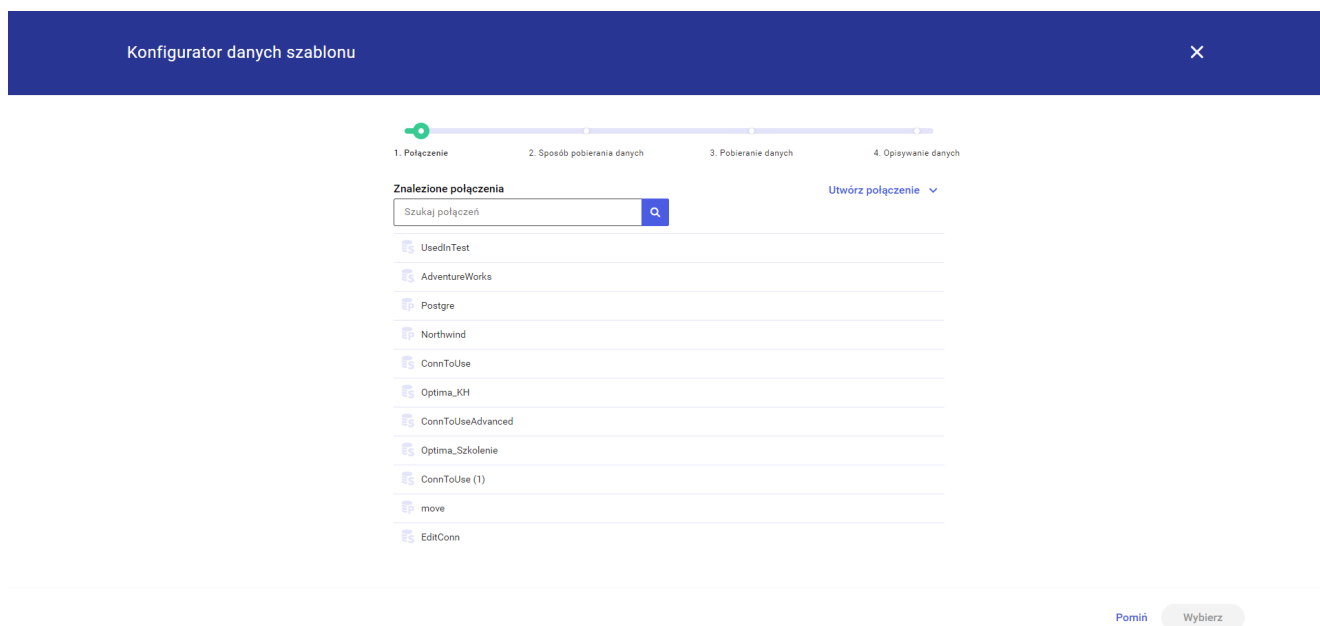 Konfigurator danych szablonu
1. Połączenie 2. Sposób pobierania danych 3. Pobieranie danych 4. Opisywanie danych
Znalezione połączenia
Utwórz połączenie
Szukaj połączeń
UsedInTest
AdventureWorks
Postgre
Northwind
ConnToUse
Optima_KH
ConnToUseAdvanced
Optima_Szkolenie
ConnToUse (1)
move
EditConn
Pomiń Wybierz